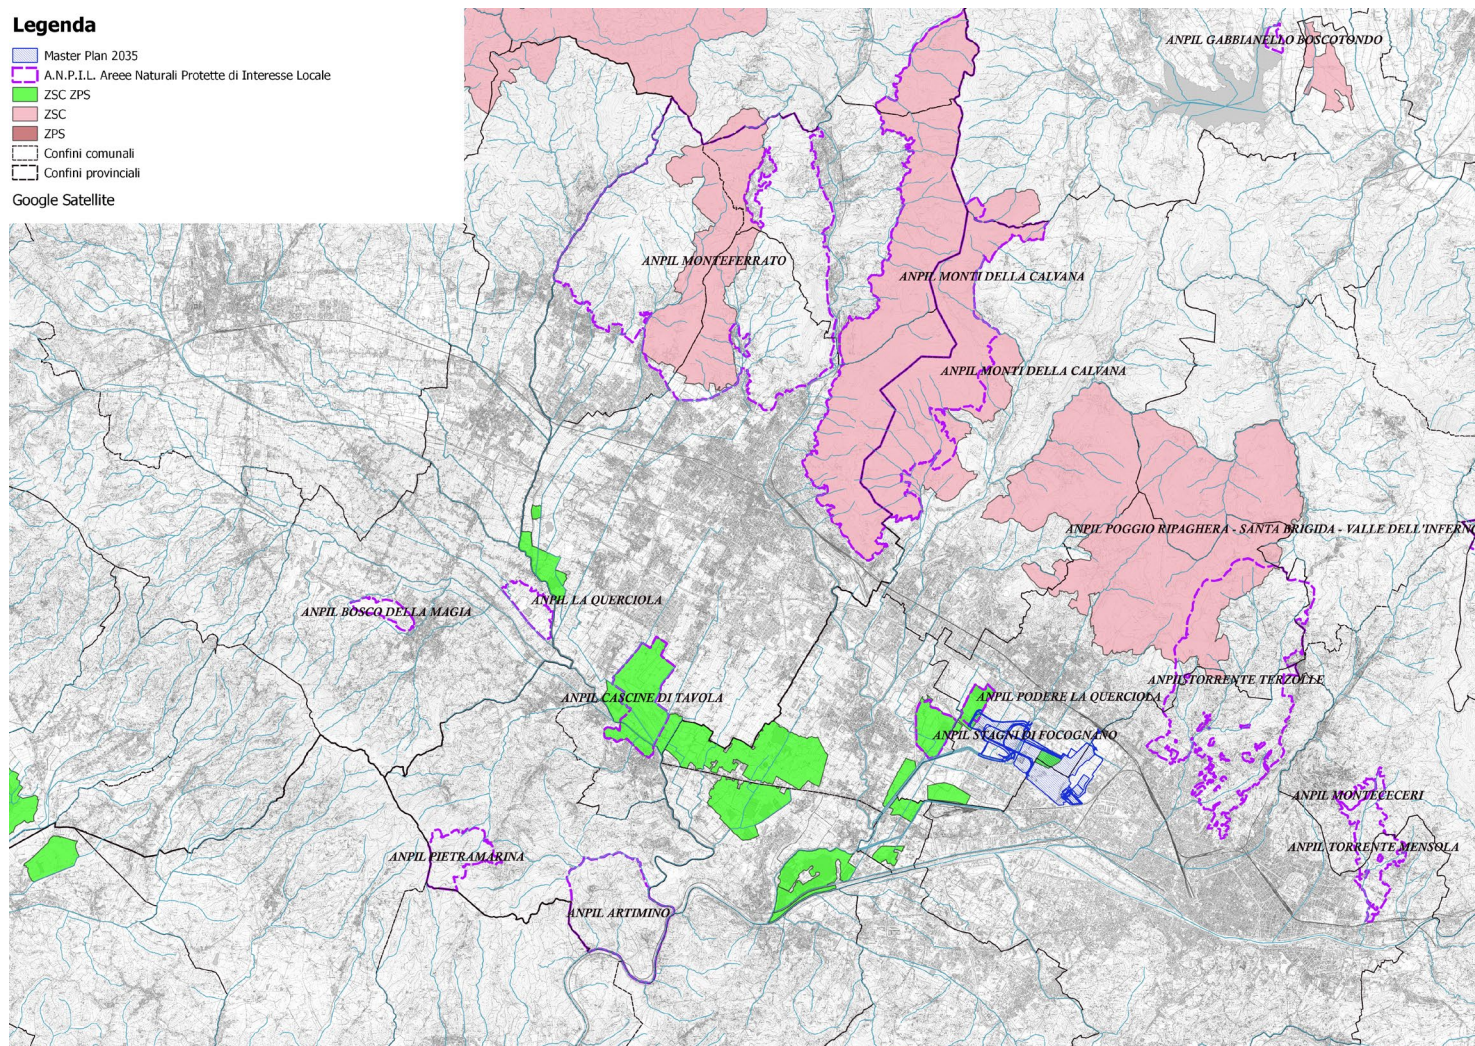 Legenda
Master Plan 2035
A.N.P.I.L. Areee Naturali Protette di Interesse Locale
ZSC ZPS
ZSC
ZPS
Confini comunali
Confini provinciali
Google Satellite
ANPIL GABBIANELLO BOSCOTONDO
ANPIL MONTEFERRATO
ANPIL MONTI DELLA CALVANA
ANPIL MONTI DELLA CALVANA
ANPIL POGGIO RIPAGHERA - SANTA BRIGIDA - VALLE DELL'INFERNO
ANPIL LA QUERCIOLA
ANPIL BOSCO DELLA MAGIA
ANPIL TORRENTE TERZOLLE
ANPIL CASCINE DI TAVOLA
ANPIL PODERE LA QUERCIOLA
ANPIL STAGNI DI FOCOGNANO
ANPIL MONTECECERI
ANPIL TORRENTE MENSOLA
ANPIL PIETRAMARINA
ANPIL ARTIMINO